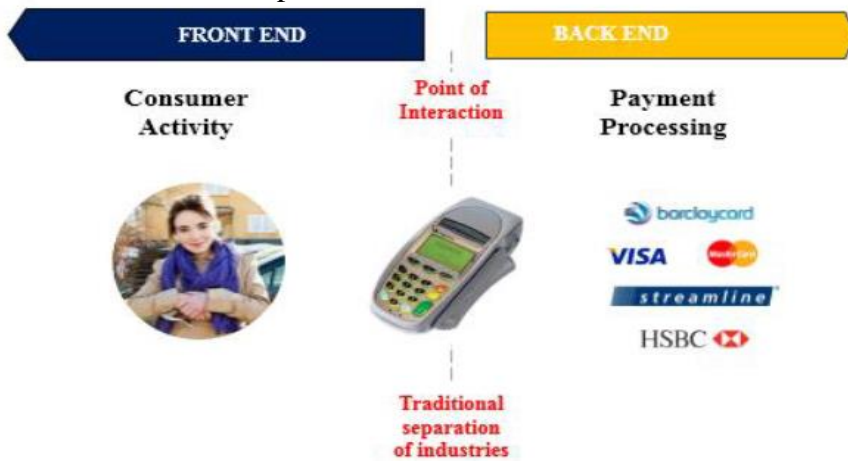 FRONT END
BACK END
Consumer
Activity
Point of
Interaction
Payment
Processing
barclaycard
VISA
MasterCard
streamline
HSBC
Traditional
separation
of industries